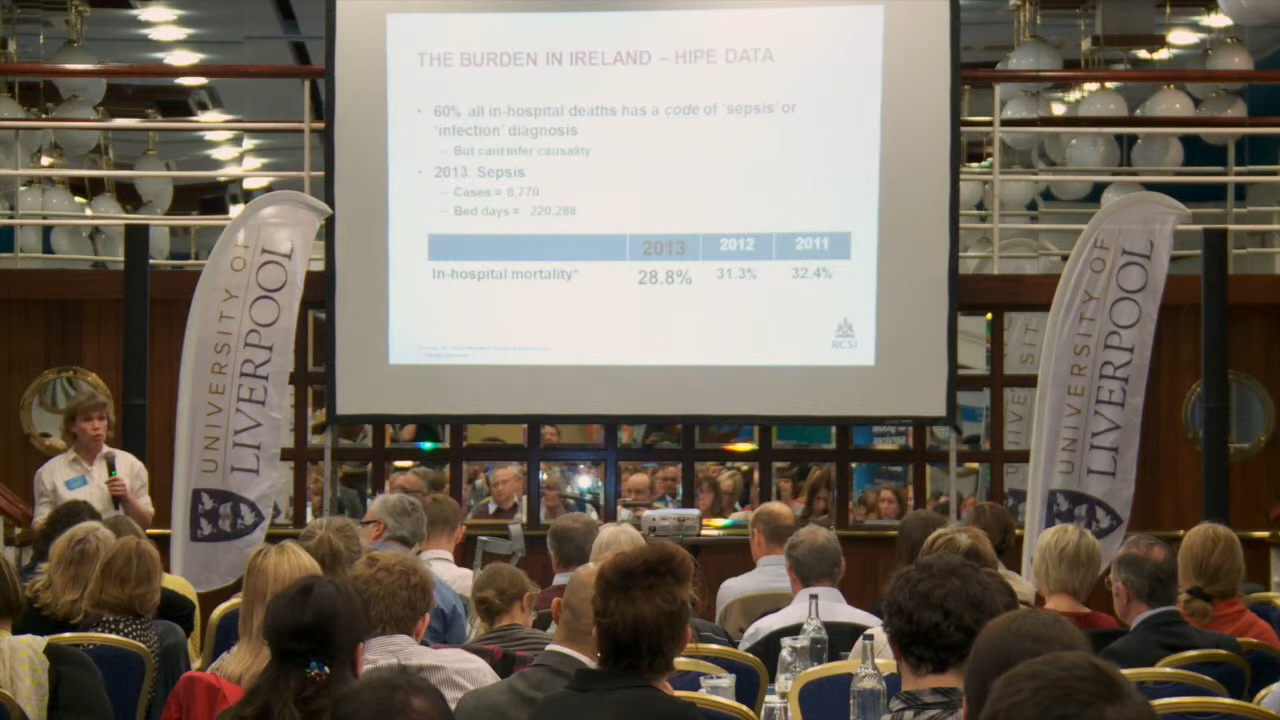 THE BURDEN IN IRELAND – HIPE DATA
• 60% all in-hospital deaths has a code of 'sepsis' or
'infection' diagnosis
– But cant infer causality
• 2013. Sepsis.
– Cases = 8,770
– Bed days = 220.288
2013 2012 2011
In-hospital mortality* 28.8% 31.3% 32.4%
RCSI
UNIVERSITY OF
LIVERPOOL
UNIVERSITY OF
LIVERPOOL